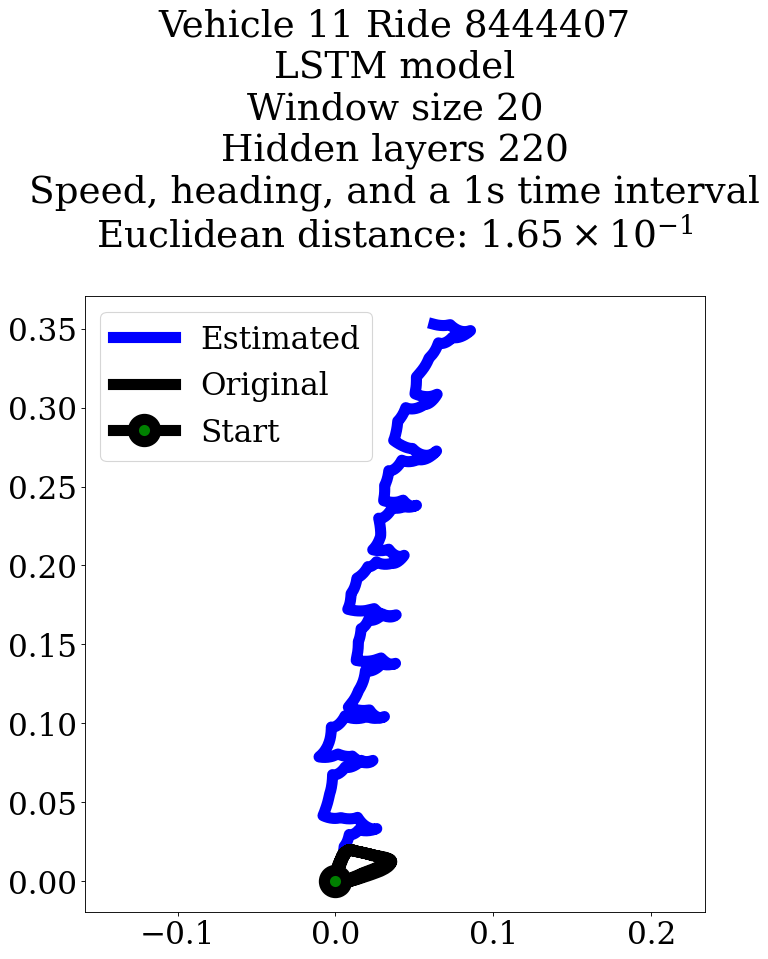 Vehicle 11 Ride 8444407
LSTM model
Window size 20
Hidden layers 220
Speed, heading, and a 1s time interval
Euclidean distance: 1.65 × 10⁻¹
Estimated
Original
Start
0.35
0.30
0.25
0.20
0.15
0.10
0.05
0.00
−0.1
0.0
0.1
0.2